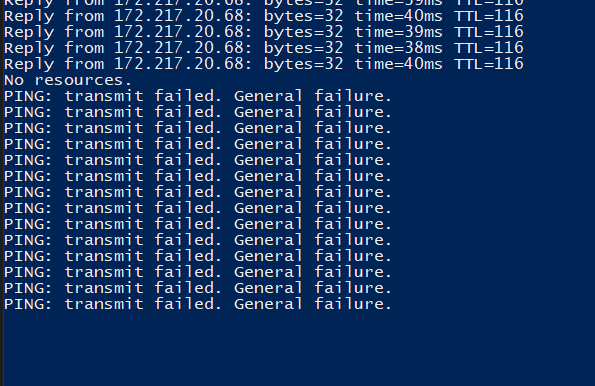 Reply from 172.217.20.68: bytes=32 time=39ms TTL=116
Reply from 172.217.20.68: bytes=32 time=40ms TTL=116
Reply from 172.217.20.68: bytes=32 time=39ms TTL=116
Reply from 172.217.20.68: bytes=32 time=38ms TTL=116
Reply from 172.217.20.68: bytes=32 time=40ms TTL=116
No resources.
PING: transmit failed. General failure.
PING: transmit failed. General failure.
PING: transmit failed. General failure.
PING: transmit failed. General failure.
PING: transmit failed. General failure.
PING: transmit failed. General failure.
PING: transmit failed. General failure.
PING: transmit failed. General failure.
PING: transmit failed. General failure.
PING: transmit failed. General failure.
PING: transmit failed. General failure.
PING: transmit failed. General failure.
PING: transmit failed. General failure.
PING: transmit failed. General failure.